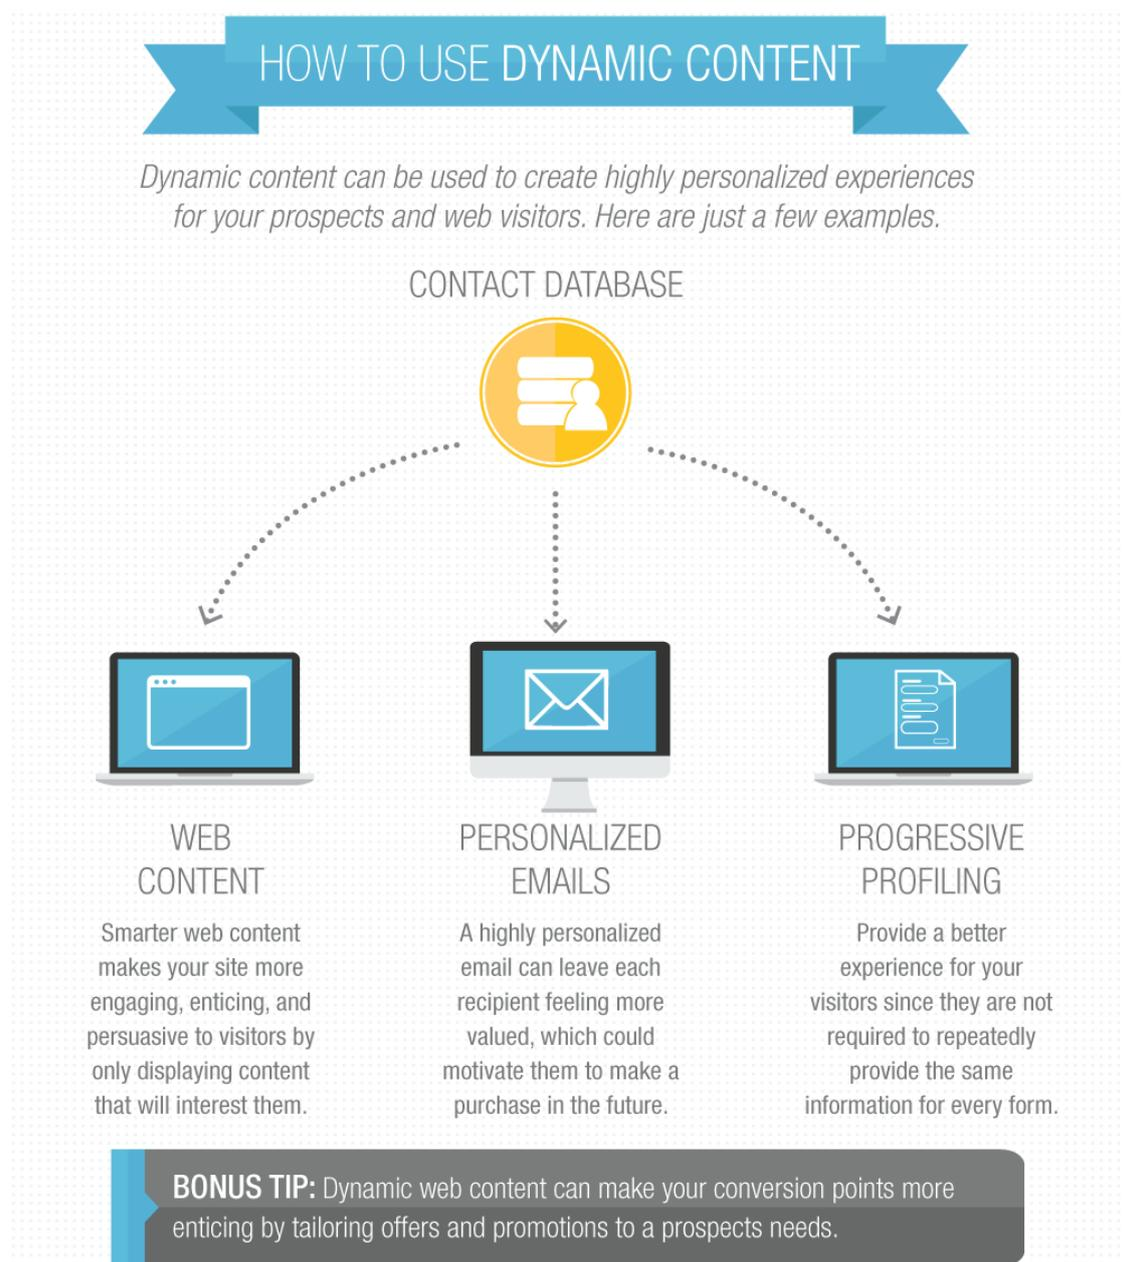 HOW TO USE DYNAMIC CONTENT
Dynamic content can be used to create highly personalized experiences
for your prospects and web visitors. Here are just a few examples.
CONTACT DATABASE
WEB
CONTENT
Smarter web content
makes your site more
engaging, enticing, and
persuasive to visitors by
only displaying content
that will interest them.
PERSONALIZED
EMAILS
A highly personalized
email can leave each
recipient feeling more
valued, which could
motivate them to make a
purchase in the future.
PROGRESSIVE
PROFILING
Provide a better
experience for your
visitors since they are not
required to repeatedly
provide the same
information for every form.
BONUS TIP: Dynamic web content can make your conversion points more
enticing by tailoring offers and promotions to a prospects needs.